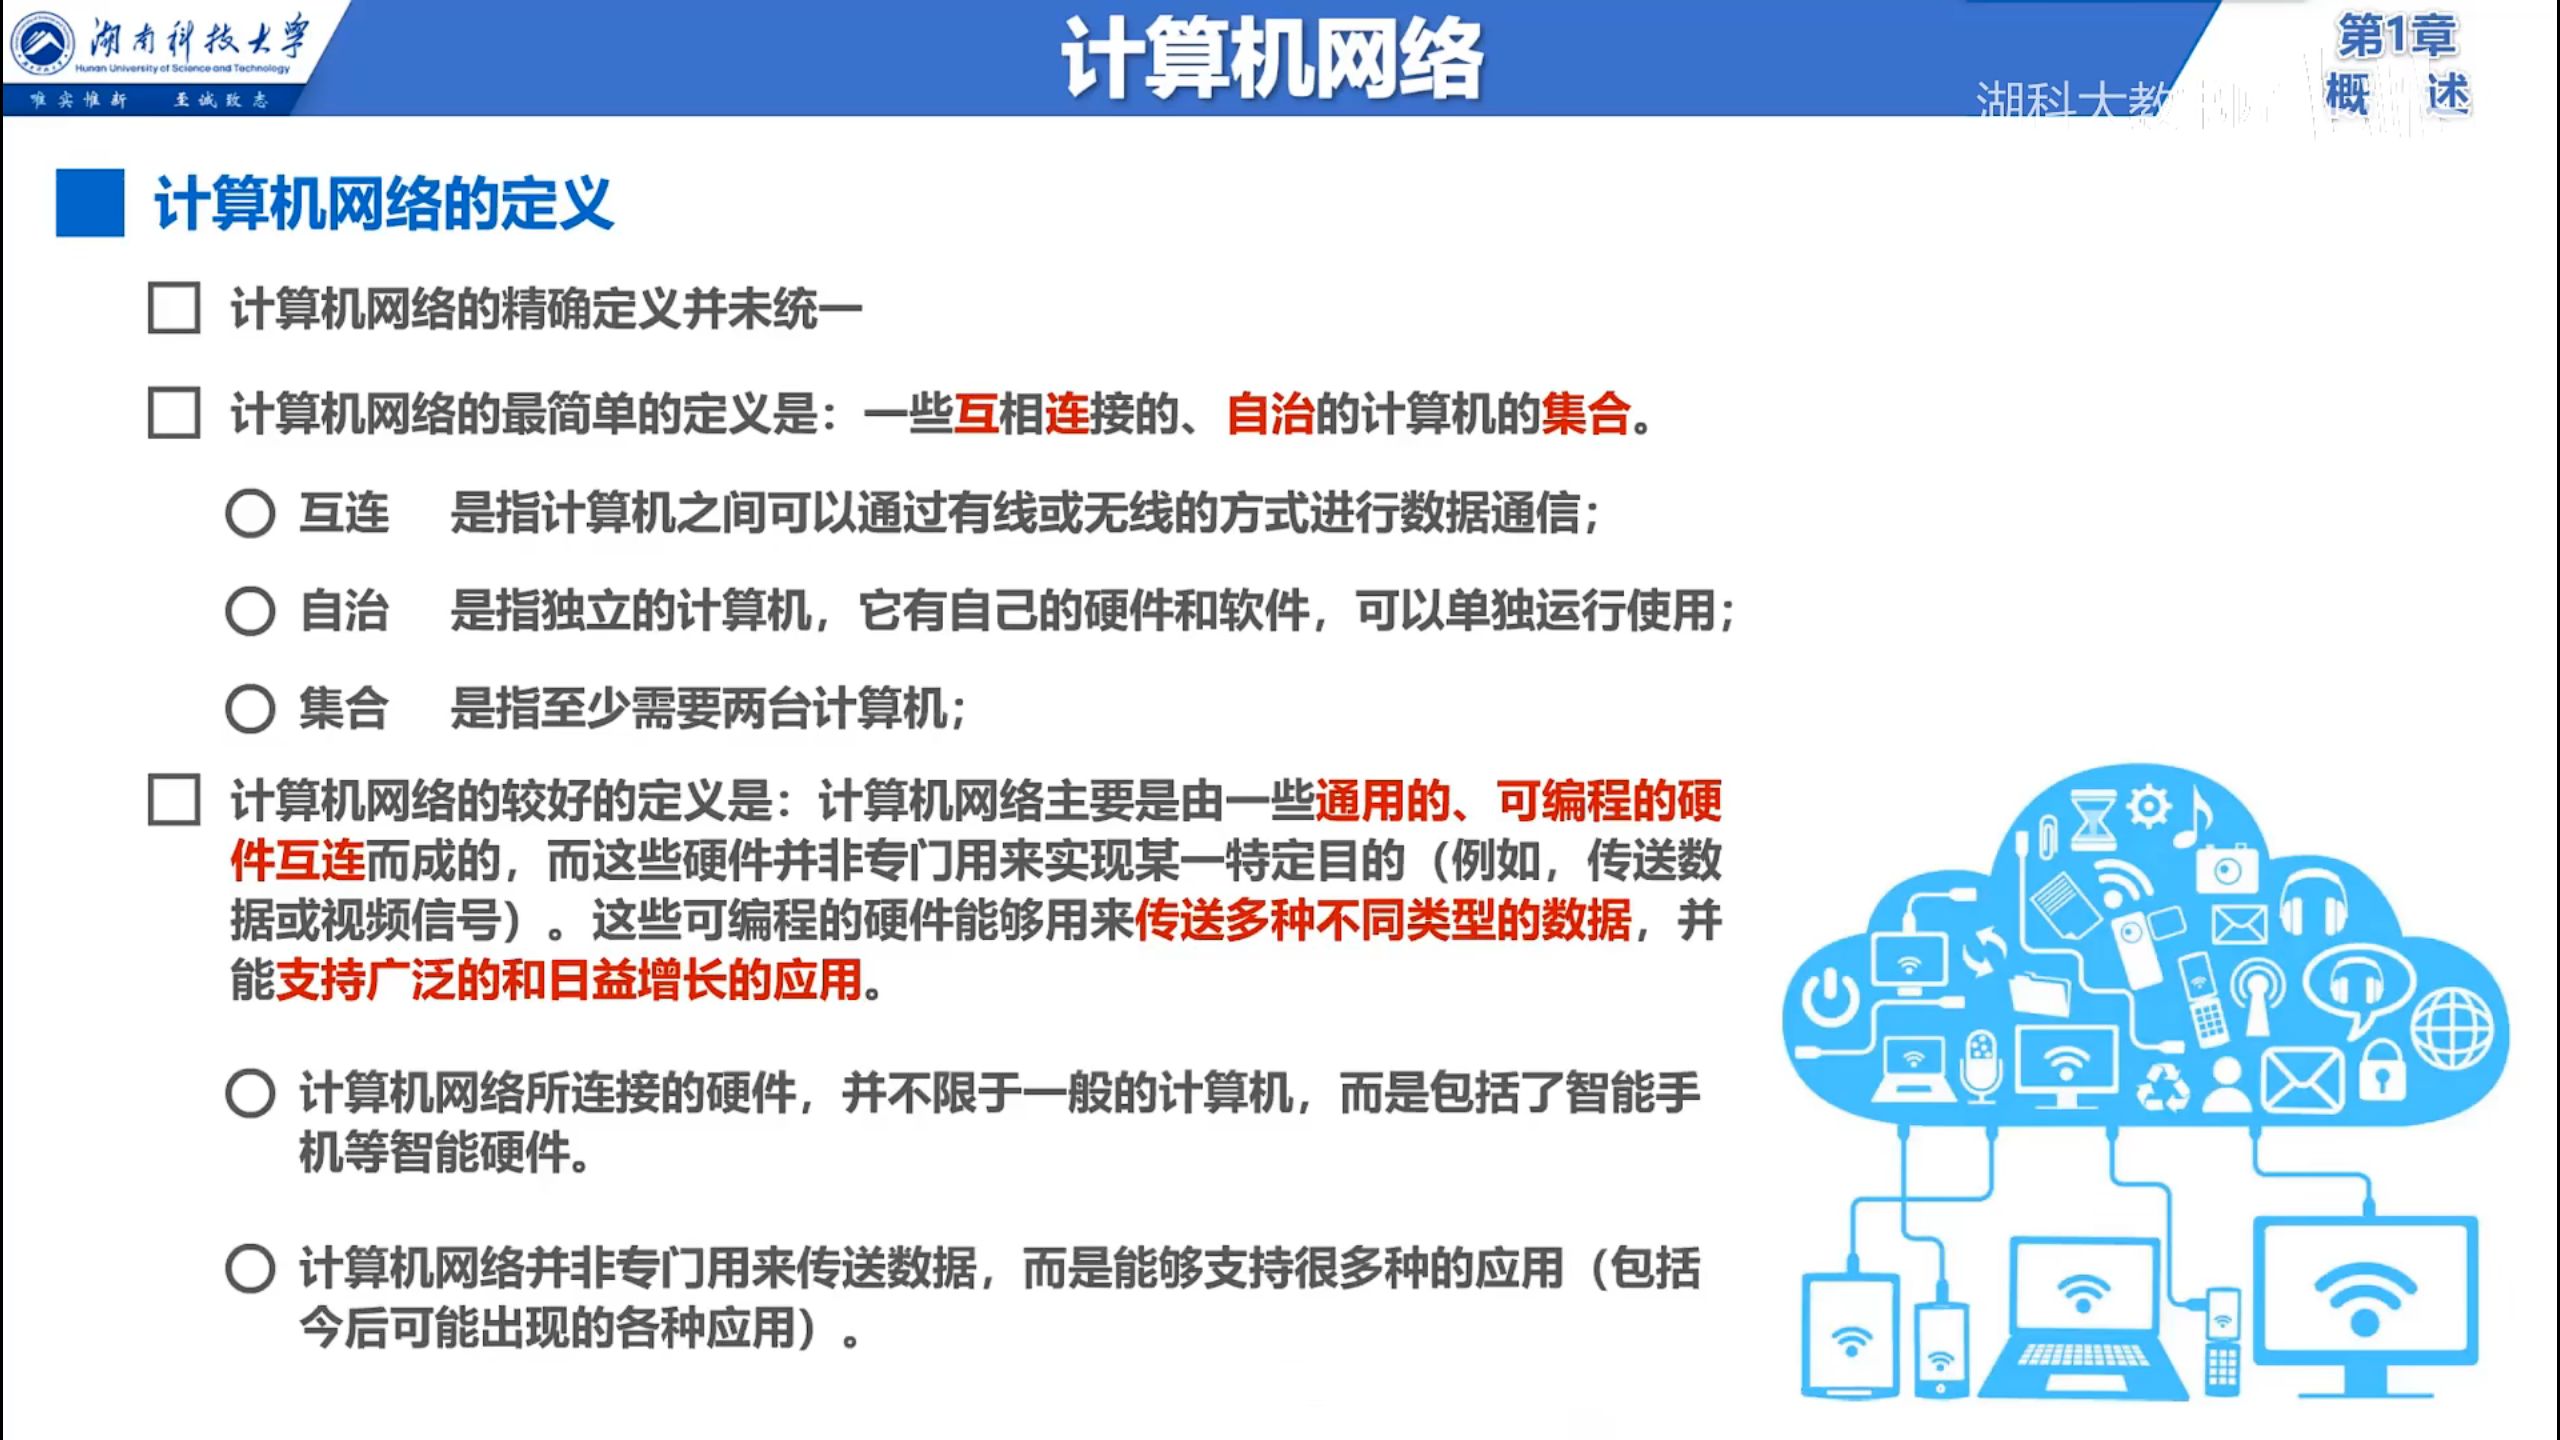 湖南科技大学
Hunan University of Science and Technology
唯实惟新 至诚致志
计算机网络
第1章
概 述
湖科大教
计算机网络的定义
计算机网络的精确定义并未统一
计算机网络的最简单的定义是：一些互相连接的、自治的计算机的集合。
互连 是指计算机之间可以通过有线或无线的方式进行数据通信；
自治 是指独立的计算机，它有自己的硬件和软件，可以单独运行使用；
集合 是指至少需要两台计算机；
计算机网络的较好的定义是：计算机网络主要是由一些通用的、可编程的硬
件互连而成的，而这些硬件并非专门用来实现某一特定目的（例如，传送数
据或视频信号）。这些可编程的硬件能够用来传送多种不同类型的数据，并
能支持广泛的和日益增长的应用。
计算机网络所连接的硬件，并不限于一般的计算机，而是包括了智能手
机等智能硬件。
计算机网络并非专门用来传送数据，而是能够支持很多种的应用（包括
今后可能出现的各种应用）。